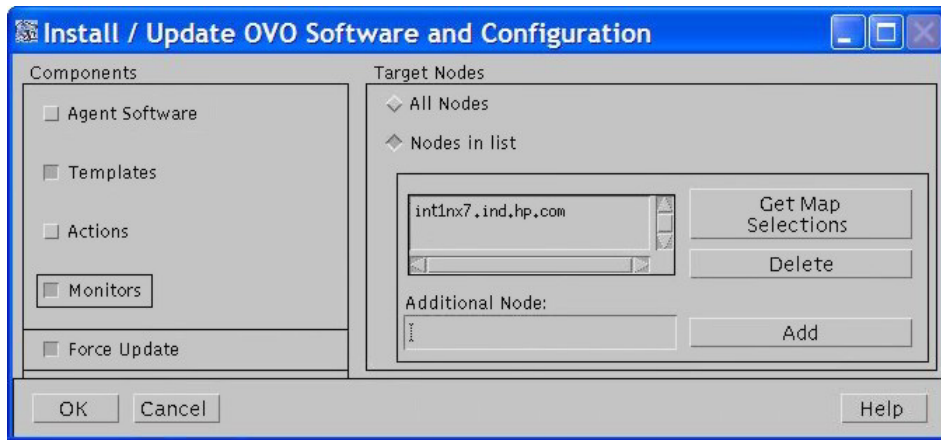 Install / Update OVO Software and Configuration
Components
Agent Software
Templates
Actions
Monitors
Force Update
Target Nodes
All Nodes
Nodes in list
int1nx7.ind.hp.com
Get Map
Selections
Delete
Additional Node:
Add
OK
Cancel
Help